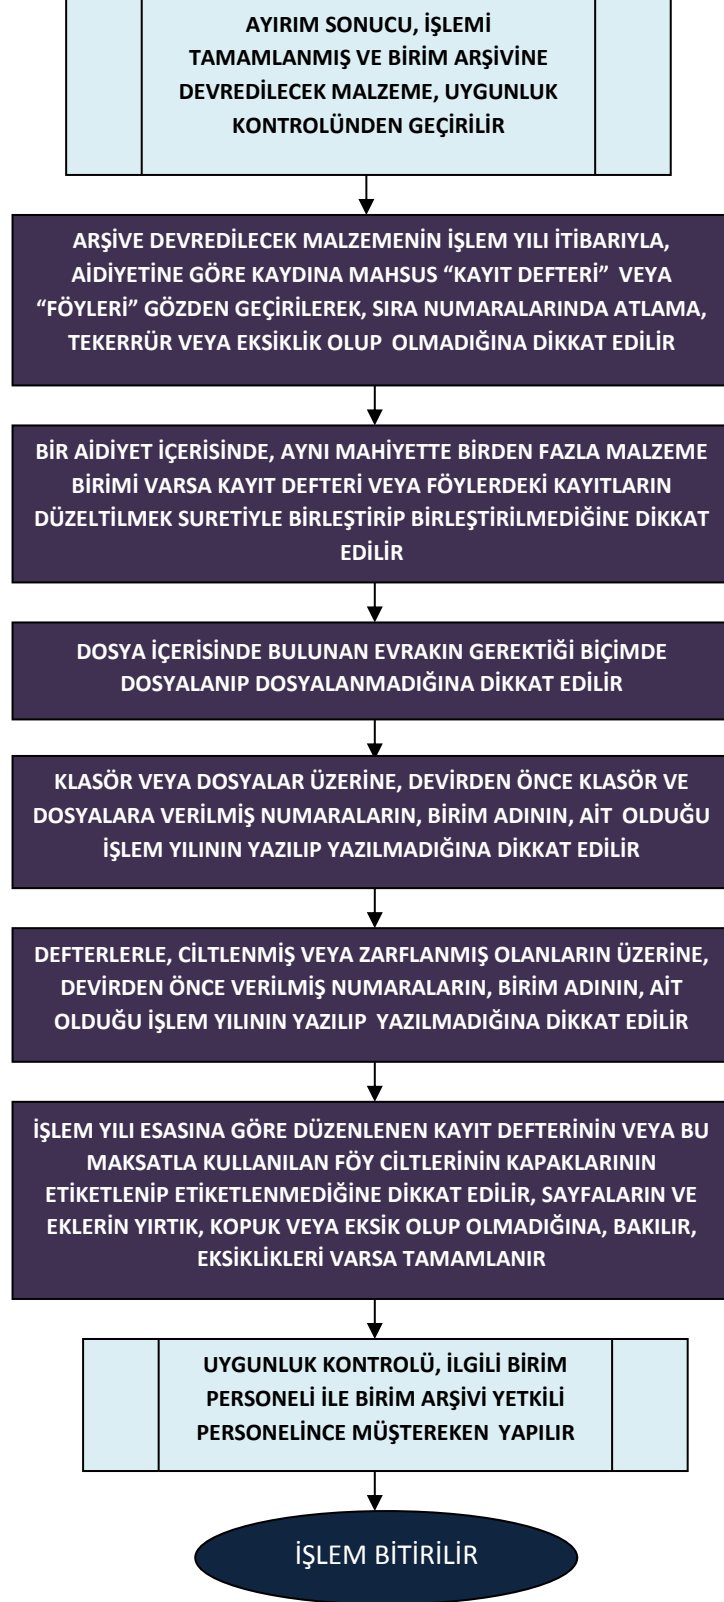 AYIRIM SONUCU, İŞLEMİ
TAMAMLANMIŞ VE BİRİM ARŞİVİNE
DEVREDİLECEK MALZEME, UYGUNLUK
KONTROLÜNDEN GEÇİRİLİR
ARŞİVE DEVREDİLECEK MALZEMENİN İŞLEM YILI İTİBARIYLA,
AİDİYETİNE GÖRE KAYDINA MAHSUS “KAYIT DEFTERİ” VEYA
“FÖYLERİ” GÖZDEN GEÇİRİLEREK, SIRA NUMARALARINDA ATLAMA,
TEKERRÜR VEYA EKSİKLİK OLUP OLMADIĞINA DİKKAT EDİLİR
BİR AİDİYET İÇERİSİNDE, AYNI MAHİYETTE BİRDEN FAZLA MALZEME
BİRİMİ VARSA KAYIT DEFTERİ VEYA FÖYLERDEKİ KAYITLARIN
DÜZELTİLMEK SURETİYLE BİRLEŞTİRİP BİRLEŞTİRİLMEDİĞİNE DİKKAT
EDİLİR
DOSYA İÇERİSİNDE BULUNAN EVRAKIN GEREKTİĞİ BİÇİMDE
DOSYALANIP DOSYALANMADIĞINA DİKKAT EDİLİR
KLASÖR VEYA DOSYALAR ÜZERİNE, DEVİRDEN ÖNCE KLASÖR VE
DOSYALARA VERİLMİŞ NUMARALARIN, BİRİM ADININ, AİT OLDUĞU
İŞLEM YILININ YAZILIP YAZILMADIĞINA DİKKAT EDİLİR
DEFTERLERLE, CİLTLENMİŞ VEYA ZARFLANMIŞ OLANLARIN ÜZERİNE,
DEVİRDEN ÖNCE VERİLMİŞ NUMARALARIN, BİRİM ADININ, AİT
OLDUĞU İŞLEM YILININ YAZILIP YAZILMADIĞINA DİKKAT EDİLİR
İŞLEM YILI ESASINA GÖRE DÜZENLENEN KAYIT DEFTERİNİN VEYA BU
MAKSATLA KULLANILAN FÖY CİLTLERİNİN KAPAKLARININ
ETİKETLENİP ETİKETLENMEDİĞİNE DİKKAT EDİLİR, SAYFALARIN VE
EKLERİN YIRTIK, KOPUK VEYA EKSİK OLUP OLMADIĞINA, BAKILIR,
EKSİKLİKLERİ VARSA TAMAMLANIR
UYGUNLUK KONTROLÜ, İLGİLİ BİRİM
PERSONELİ İLE BİRİM ARŞİVİ YETKİLİ
PERSONELİNCE MÜŞTEREKEN YAPILIR
İŞLEM BİTİRİLİR